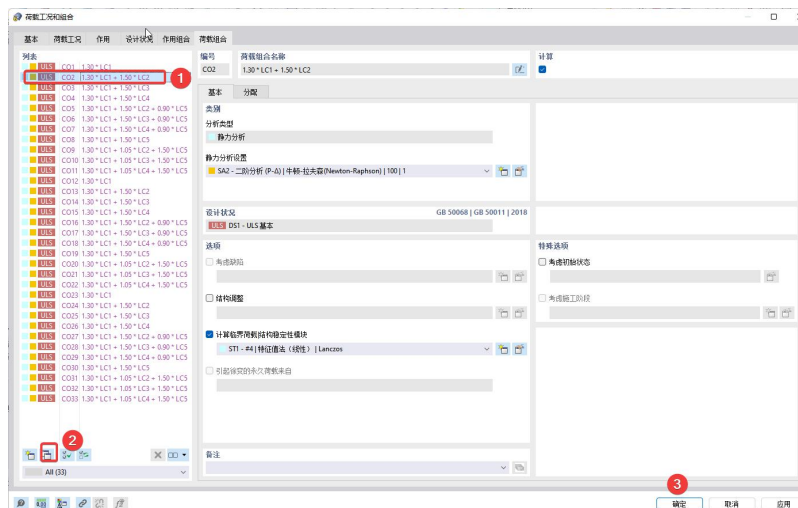 荷载工况和组合
基本 荷载工况 作用 设计状况 作用组合 荷载组合
列表
ULS CO1 1.30 * LC1
ULS CO2 1.30 * LC1 + 1.50 * LC2
1
ULS CO3 1.30 * LC1 + 1.50 * LC3
ULS CO4 1.30 * LC1 + 1.50 * LC4
ULS CO5 1.30 * LC1 + 1.50 * LC2 + 0.90 * LC5
ULS CO6 1.30 * LC1 + 1.50 * LC3 + 0.90 * LC5
ULS CO7 1.30 * LC1 + 1.50 * LC4 + 0.90 * LC5
ULS CO8 1.30 * LC1 + 1.50 * LC5
ULS CO9 1.30 * LC1 + 1.05 * LC2 + 1.50 * LC5
ULS CO10 1.30 * LC1 + 1.05 * LC3 + 1.50 * LC5
ULS CO11 1.30 * LC1 + 1.05 * LC4 + 1.50 * LC5
ULS CO12 1.30 * LC1
ULS CO13 1.30 * LC1 + 1.50 * LC2
ULS CO14 1.30 * LC1 + 1.50 * LC3
ULS CO15 1.30 * LC1 + 1.50 * LC4
ULS CO16 1.30 * LC1 + 1.50 * LC2 + 0.90 * LC5
ULS CO17 1.30 * LC1 + 1.50 * LC3 + 0.90 * LC5
ULS CO18 1.30 * LC1 + 1.50 * LC4 + 0.90 * LC5
ULS CO19 1.30 * LC1 + 1.50 * LC5
ULS CO20 1.30 * LC1 + 1.05 * LC2 + 1.50 * LC5
ULS CO21 1.30 * LC1 + 1.05 * LC3 + 1.50 * LC5
ULS CO22 1.30 * LC1 + 1.05 * LC4 + 1.50 * LC5
ULS CO23 1.30 * LC1
ULS CO24 1.30 * LC1 + 1.50 * LC2
ULS CO25 1.30 * LC1 + 1.50 * LC3
ULS CO26 1.30 * LC1 + 1.50 * LC4
ULS CO27 1.30 * LC1 + 1.50 * LC2 + 0.90 * LC5
ULS CO28 1.30 * LC1 + 1.50 * LC3 + 0.90 * LC5
ULS CO29 1.30 * LC1 + 1.50 * LC4 + 0.90 * LC5
ULS CO30 1.30 * LC1 + 1.50 * LC5
ULS CO31 1.30 * LC1 + 1.05 * LC2 + 1.50 * LC5
ULS CO32 1.30 * LC1 + 1.05 * LC3 + 1.50 * LC5
ULS CO33 1.30 * LC1 + 1.05 * LC4 + 1.50 * LC5
2
All (33)
编号 荷载组合名称
CO2 1.30 * LC1 + 1.50 * LC2
计算
基本 分配
类别
分析类型
静力分析
静力分析设置
SA2 - 二阶分析 (P-Δ) | 牛顿-拉夫森(Newton-Raphson) | 100 | 1
设计状况 GB 50068 | GB 50011 | 2018
ULS DS1 - ULS 基本
选项
考虑缺陷
结构调整
计算临界荷载|结构稳定性模块
ST1 - #4 | 特征值法（线性） | Lanczos
引起徐变的永久荷载来自
特殊选项
考虑初始状态
考虑施工阶段
备注
3
确定 取消 应用